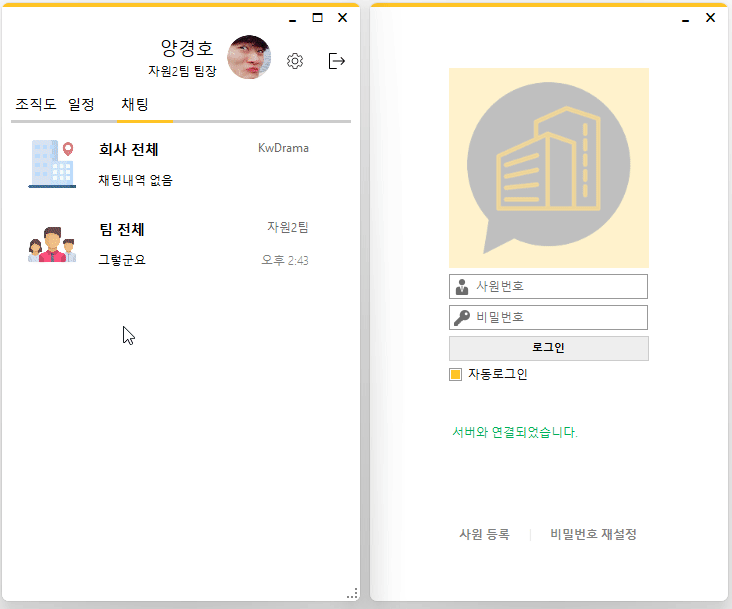 양경호
자원2팀 팀장
조직도 일정 채팅
회사 전체 KwDrama
채팅내역 없음
팀 전체 자원2팀
그렇군요 오후 2:43
사원번호
비밀번호
로그인
자동로그인
서버와 연결되었습니다.
사원 등록 | 비밀번호 재설정